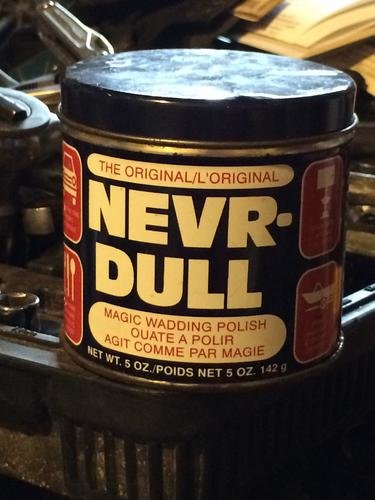 THE ORIGINAL/L'ORIGINAL
NEVR-
DULL
MAGIC WADDING POLISH
OUATE A POLIR
AGIT COMME PAR MAGIE
NET WT. 5 OZ./POIDS NET 5 OZ. 142 g